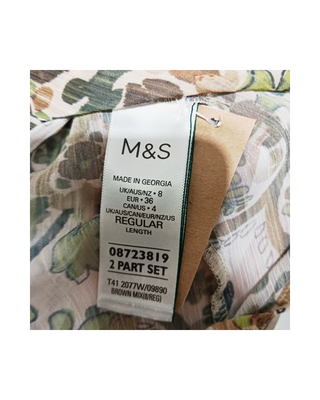 M&S
MADE IN GEORGIA
UK/AUS/NZ • 8
EUR • 36
CAN/US • 4
UK/AUS/CAN/EUR/NZ/US
REGULAR
LENGTH
08723819
2 PART SET
T41 2077W/09890
BROWN MIX(8/REG)